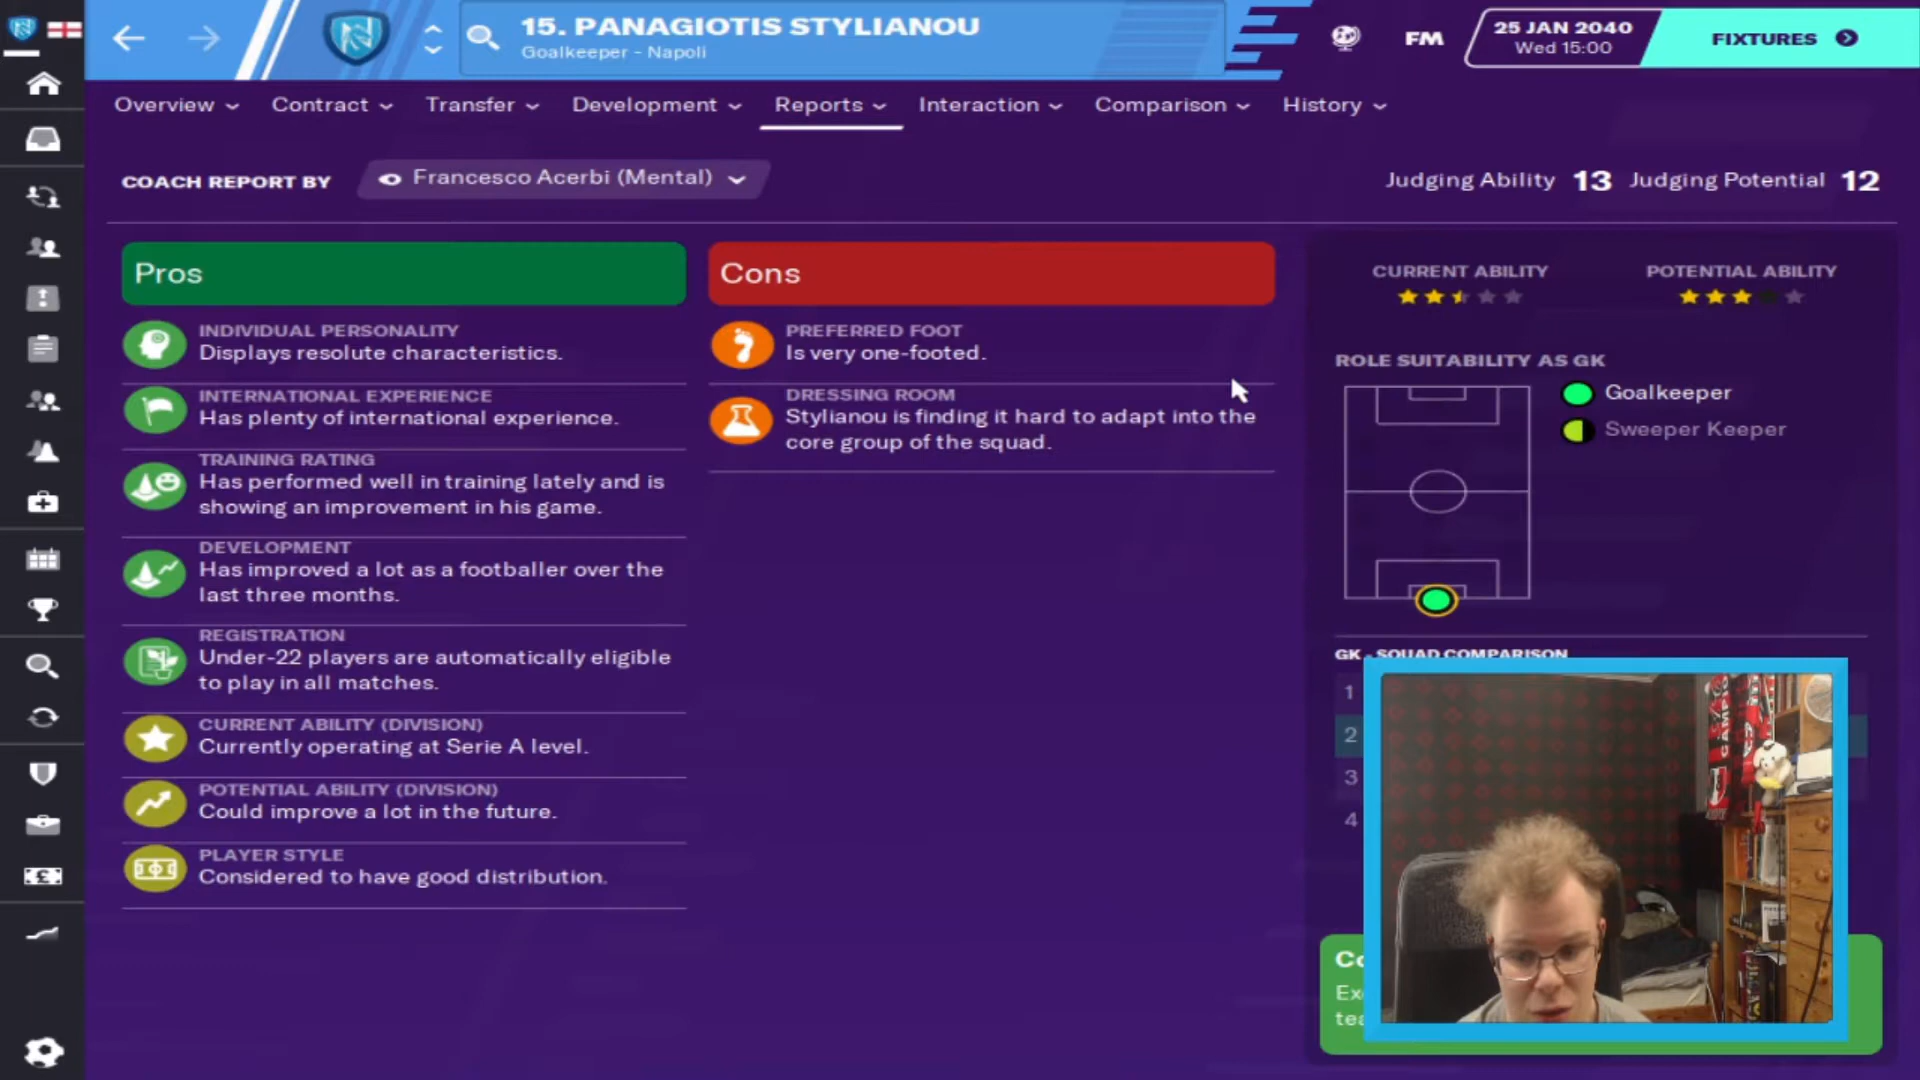 15. PANAGIOTIS STYLIANOU
Goalkeeper - Napoli
FM
25 JAN 2040
Wed 15:00
FIXTURES
Overview
Contract
Transfer
Development
Reports
Interaction
Comparison
History
COACH REPORT BY
Francesco Acerbi (Mental)
Judging Ability 13
Judging Potential 12
Pros
INDIVIDUAL PERSONALITY
Displays resolute characteristics.
INTERNATIONAL EXPERIENCE
Has plenty of international experience.
TRAINING RATING
Has performed well in training lately and is
showing an improvement in his game.
DEVELOPMENT
Has improved a lot as a footballer over the
last three months.
REGISTRATION
Under-22 players are automatically eligible
to play in all matches.
CURRENT ABILITY (DIVISION)
Currently operating at Serie A level.
POTENTIAL ABILITY (DIVISION)
Could improve a lot in the future.
PLAYER STYLE
Considered to have good distribution.
Cons
PREFERRED FOOT
Is very one-footed.
DRESSING ROOM
Stylianou is finding it hard to adapt into the
core group of the squad.
CURRENT ABILITY
POTENTIAL ABILITY
ROLE SUITABILITY AS GK
Goalkeeper
Sweeper Keeper
GK - SQUAD COMPARISON
1
2
3
4